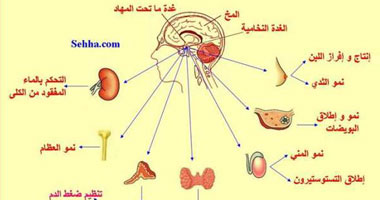 غدة ما تحت المهاد
المخ
الغدة النخامية
Sehha.com
إنتاج و إفراز اللبن
نمو الثدي
التحكم بالماء
المفقود من الكلى
نمو و إطلاق
البويضات
نمو العظام
نمو المني
إطلاق التستوستيرون
تنظيم ضغط الدم